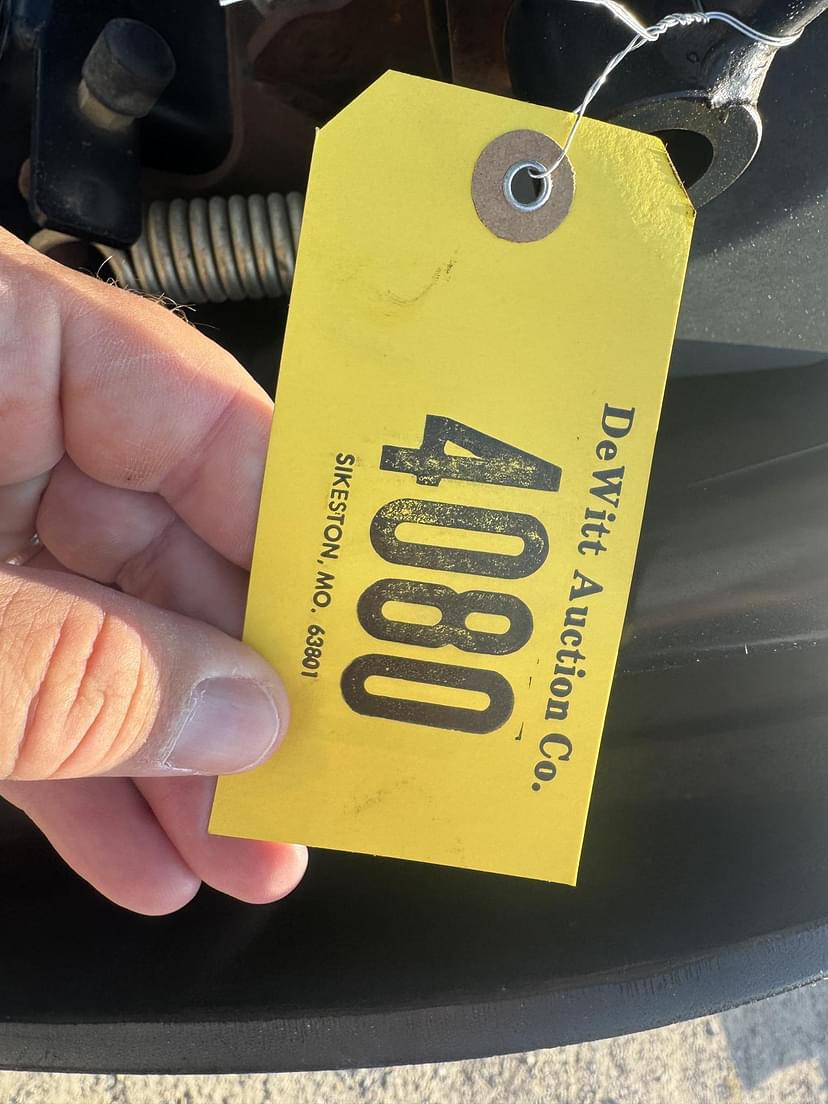 DeWitt Auction Co.
4080
SIKESTON, MO. 63801